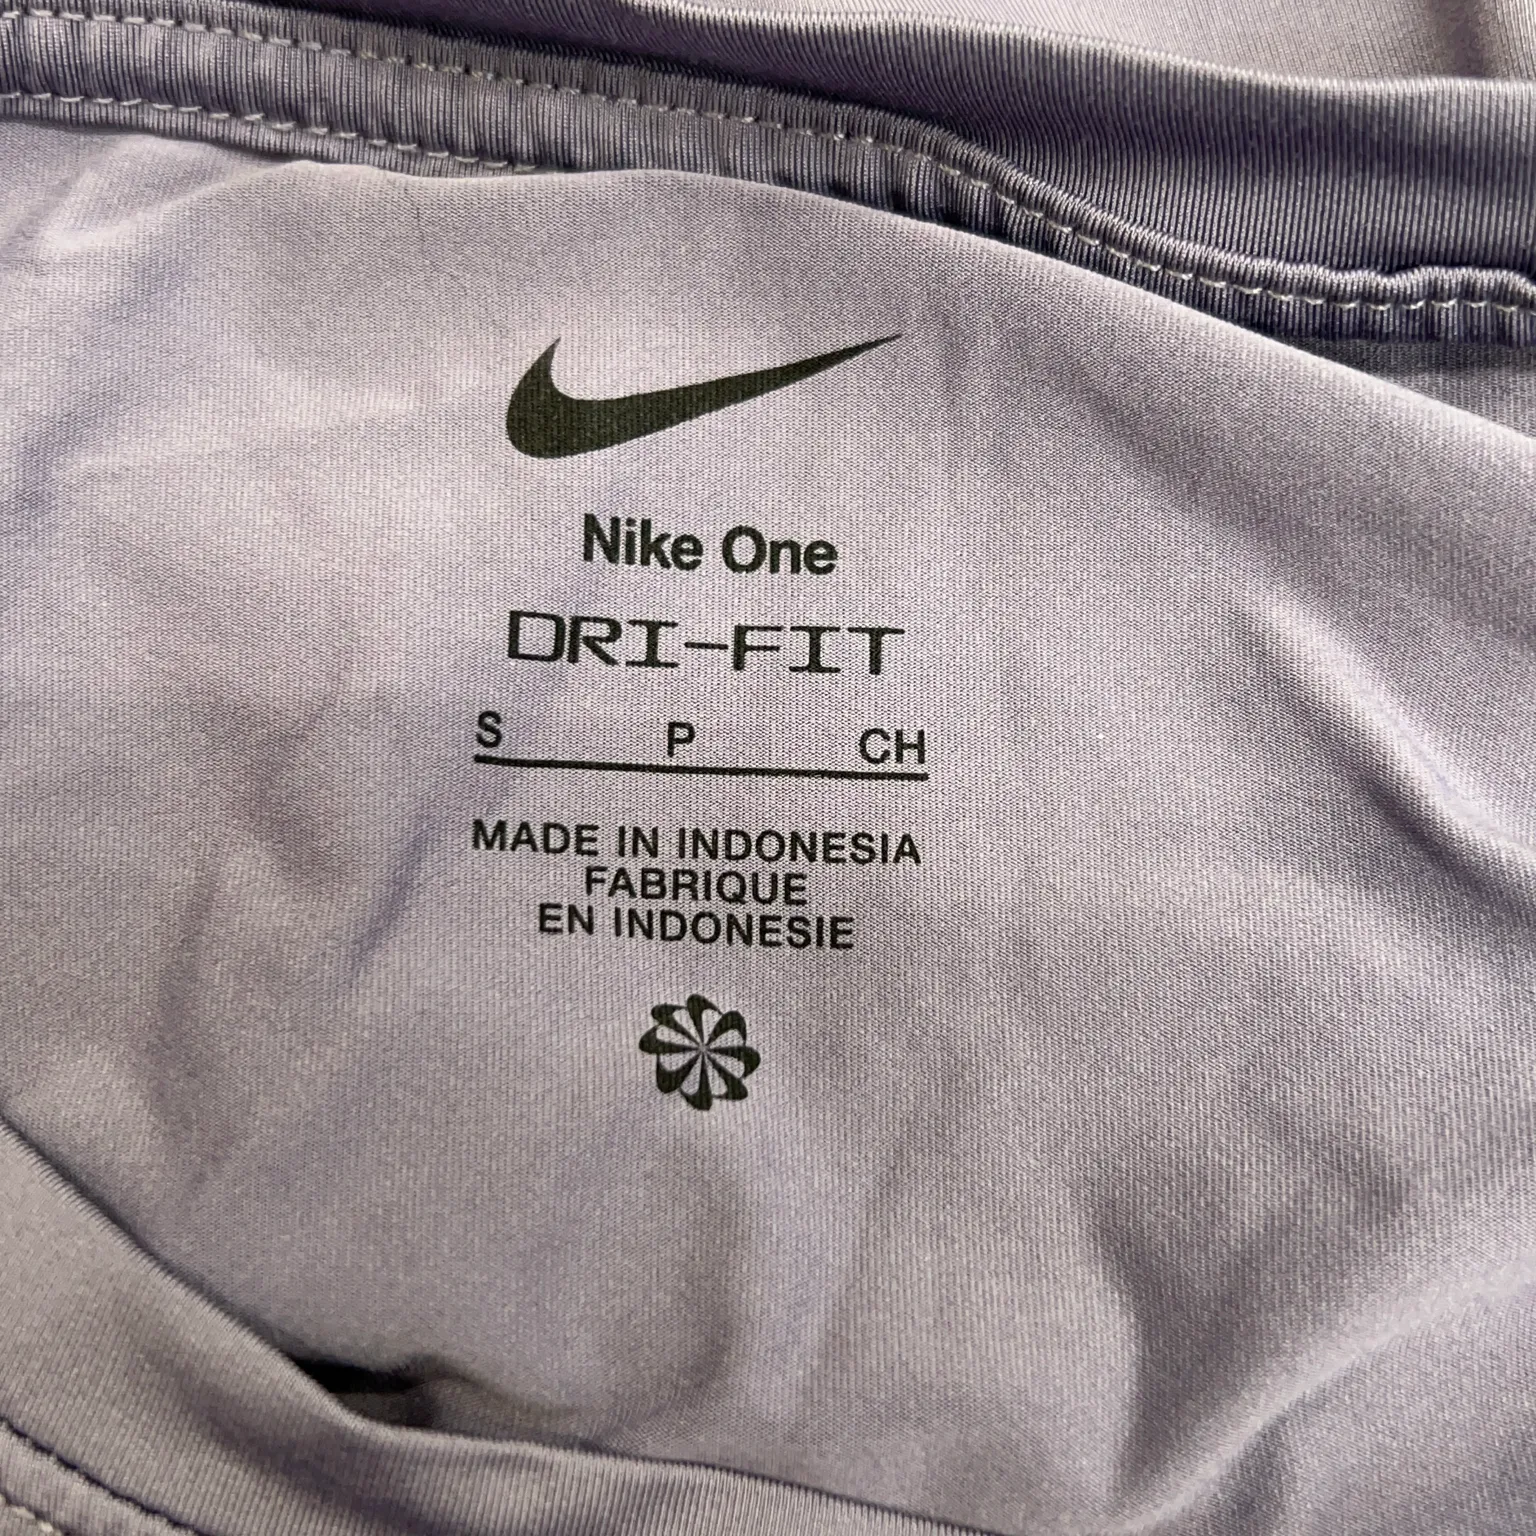 Nike One
DRI-FIT
S P CH
MADE IN INDONESIA
FABRIQUE
EN INDONESIE